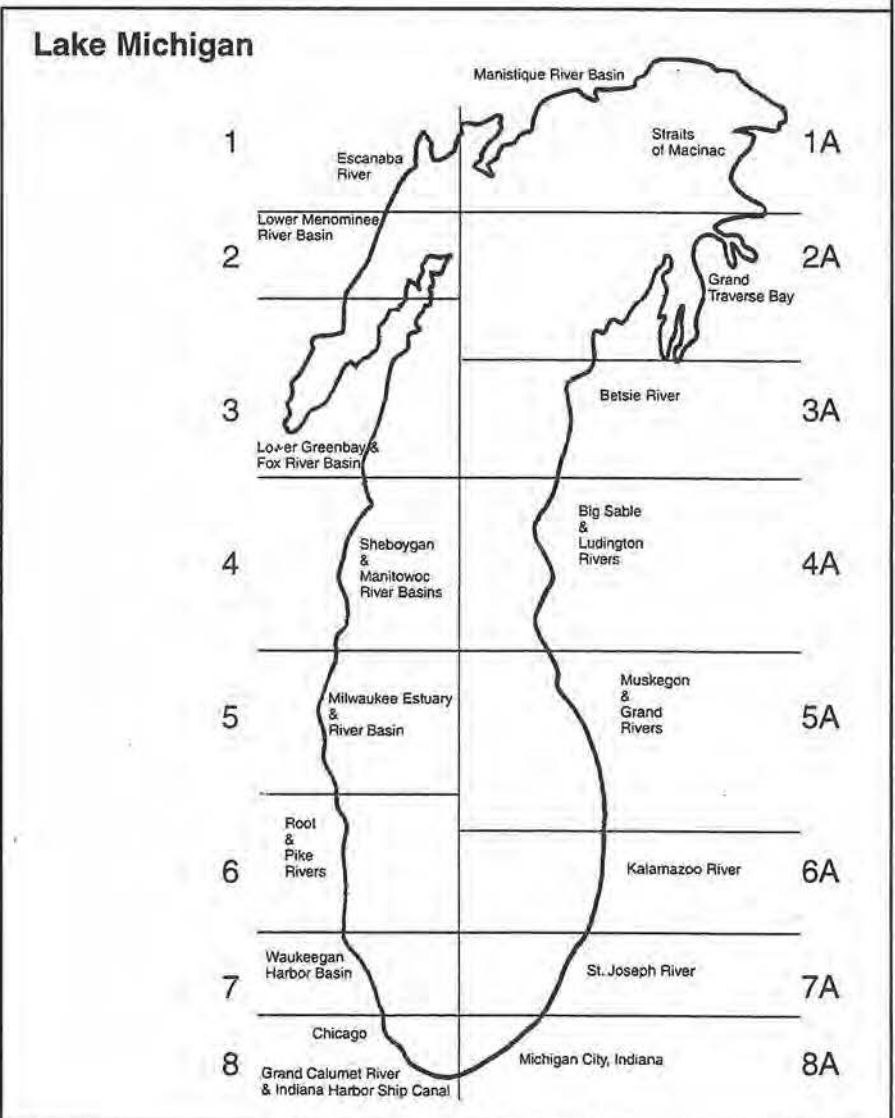 Lake Michigan
Manistique River Basin
1
Escanaba
River
Straits
of Macinac
1A
Lower Menominee
River Basin
2
Grand
Traverse Bay
2A
3
Lower Greenbay &
Fox River Basin
Betsie River
3A
4
Sheboygan
&
Manitowoc
River Basins
Big Sable
&
Ludington
Rivers
4A
5
Milwaukee Estuary
&
River Basin
Muskegon
&
Grand
Rivers
5A
6
Root
&
Pike
Rivers
Kalamazoo River
6A
7
Waukeegan
Harbor Basin
St. Joseph River
7A
8
Chicago
Grand Calumet River
& Indiana Harbor Ship Canal
Michigan City, Indiana
8A